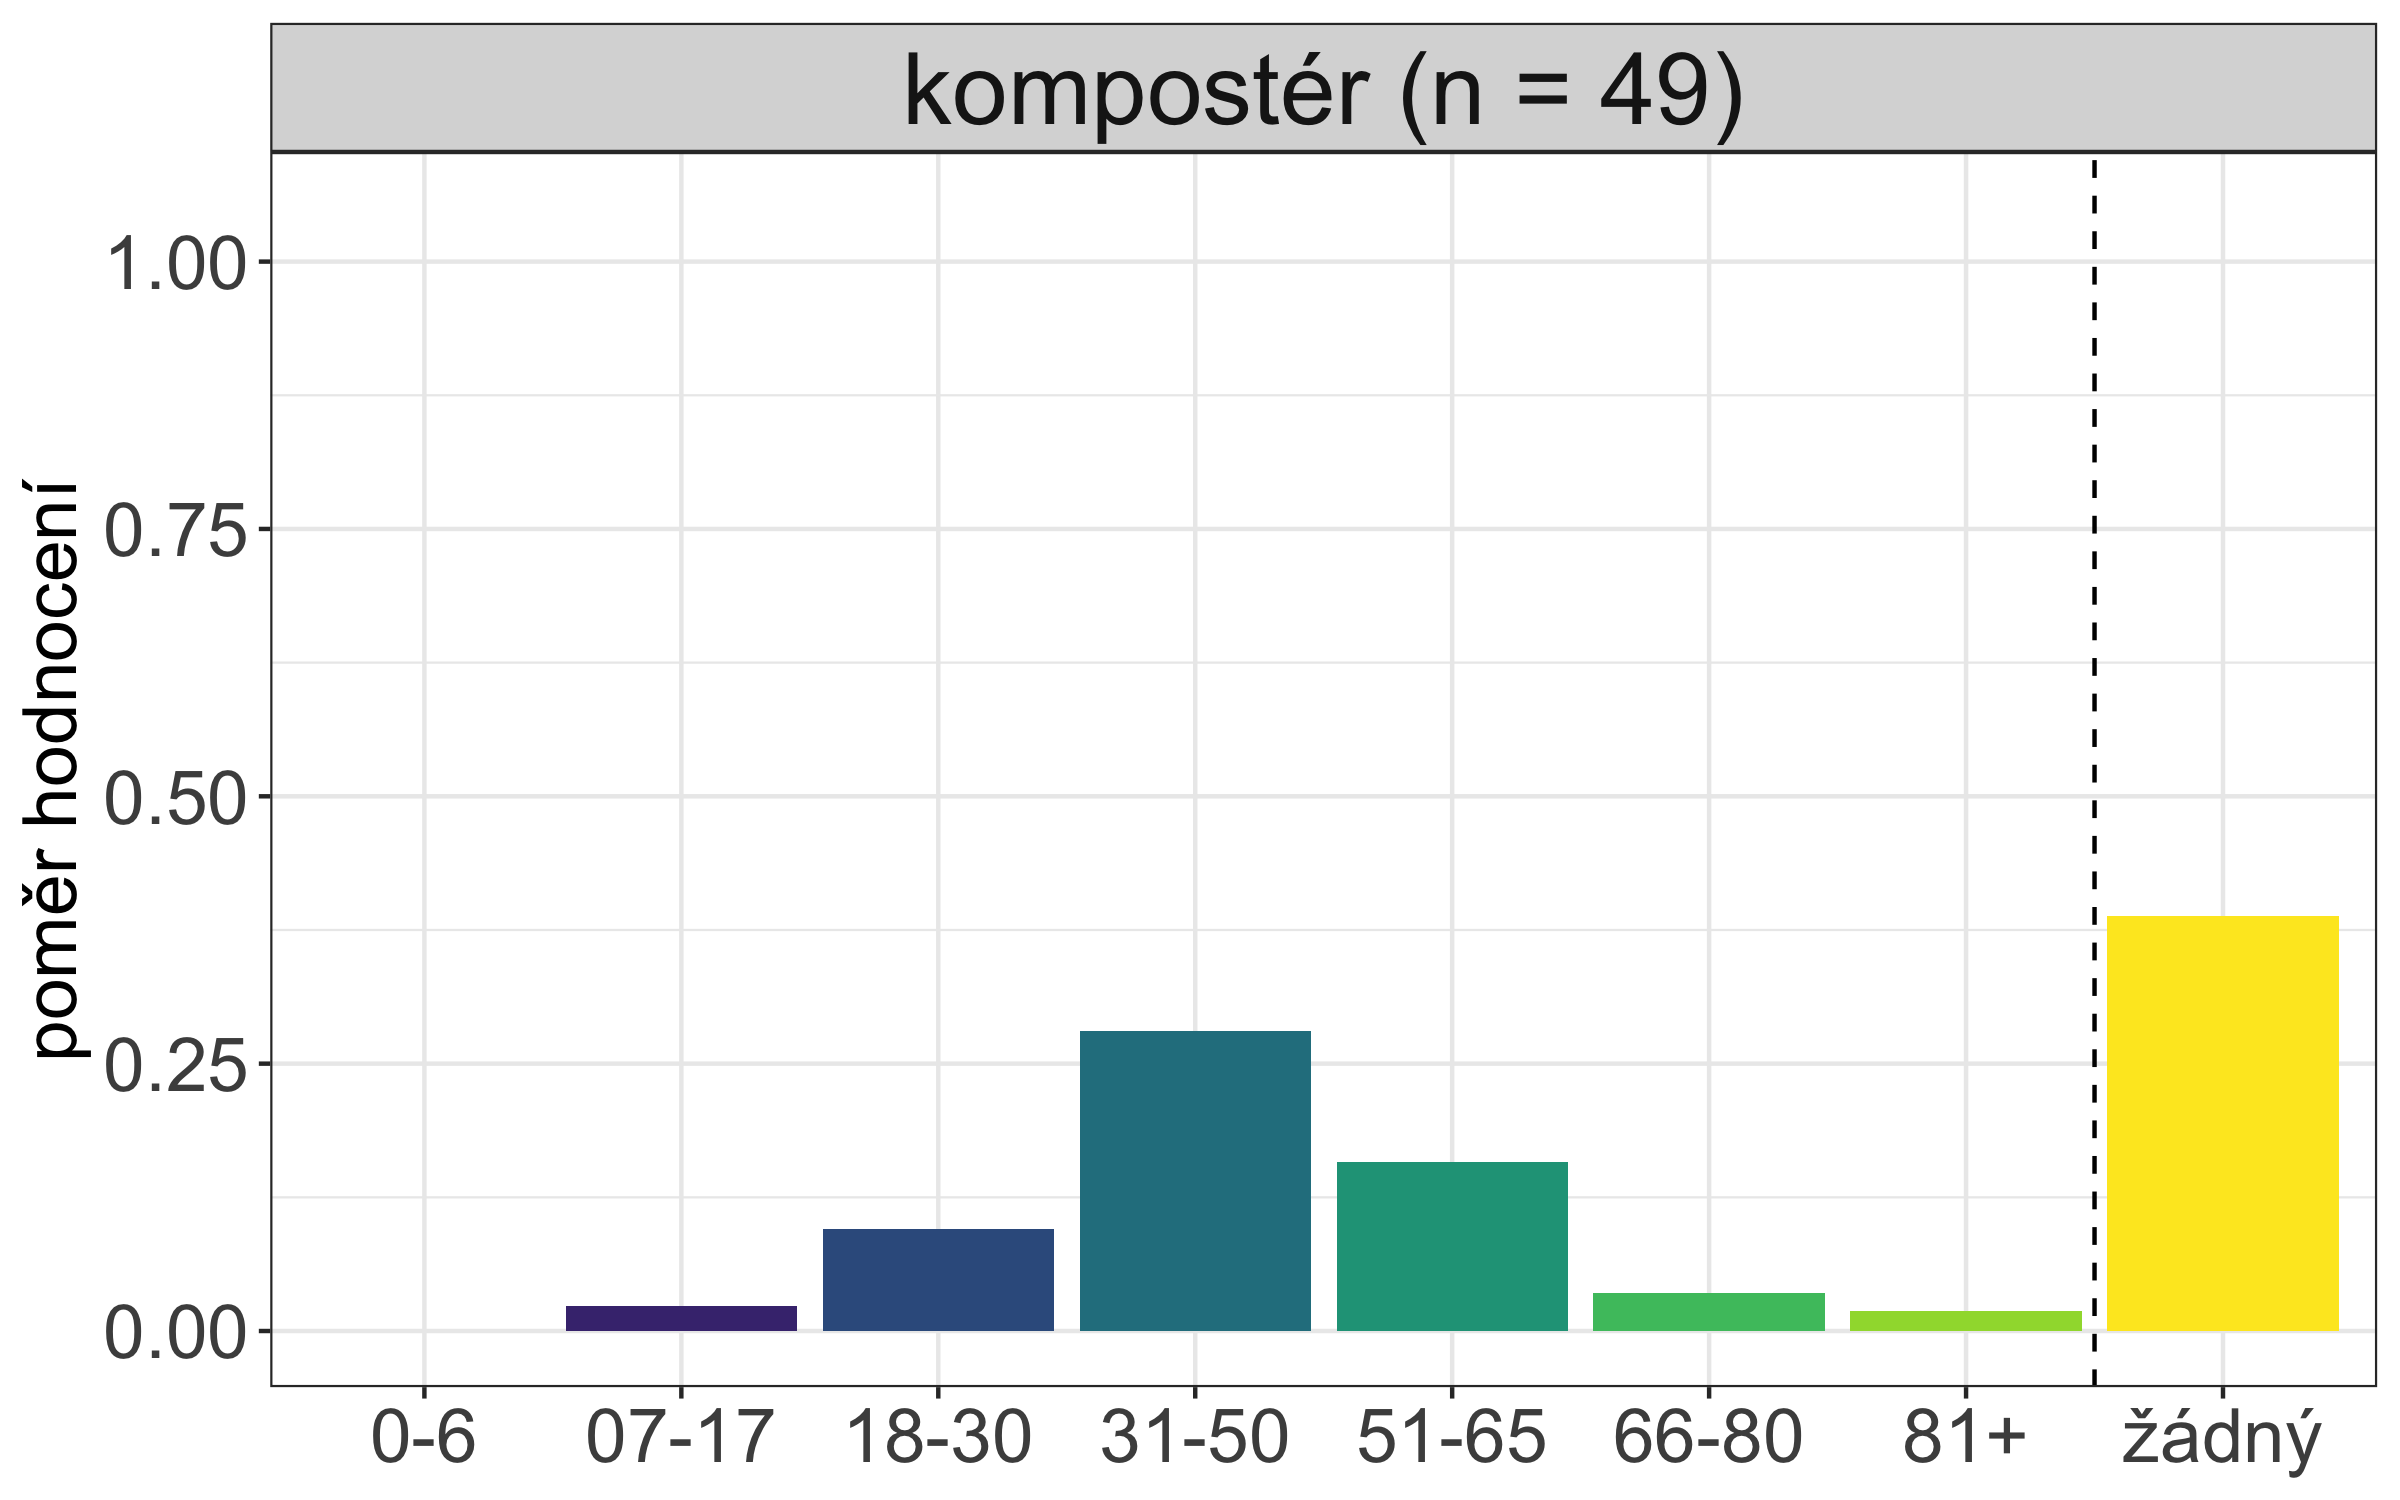 kompostér (n = 49)
poměr hodnocení
1.00
0.75
0.50
0.25
0.00
0-6 07-17 18-30 31-50 51-65 66-80 81+ žádný